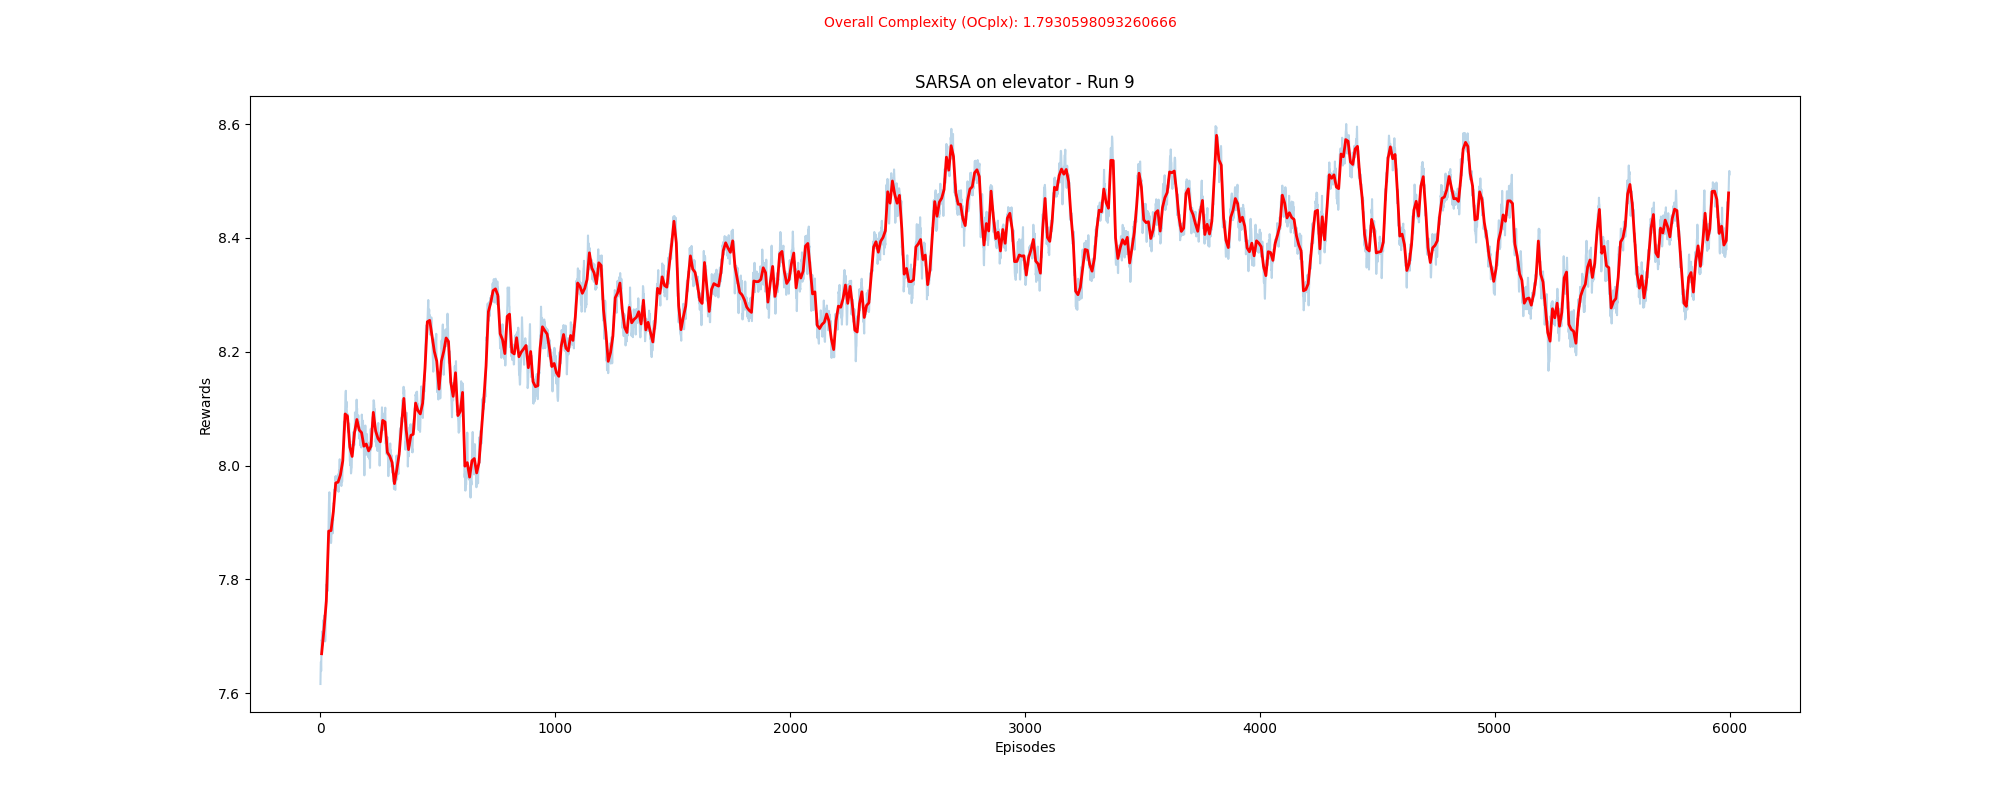 Overall Complexity (OCplx): 1.7930598093260666
SARSA on elevator - Run 9
8.6
8.4
8.2
8.0
7.8
7.6
Rewards
0 1000 2000 3000 4000 5000 6000
Episodes